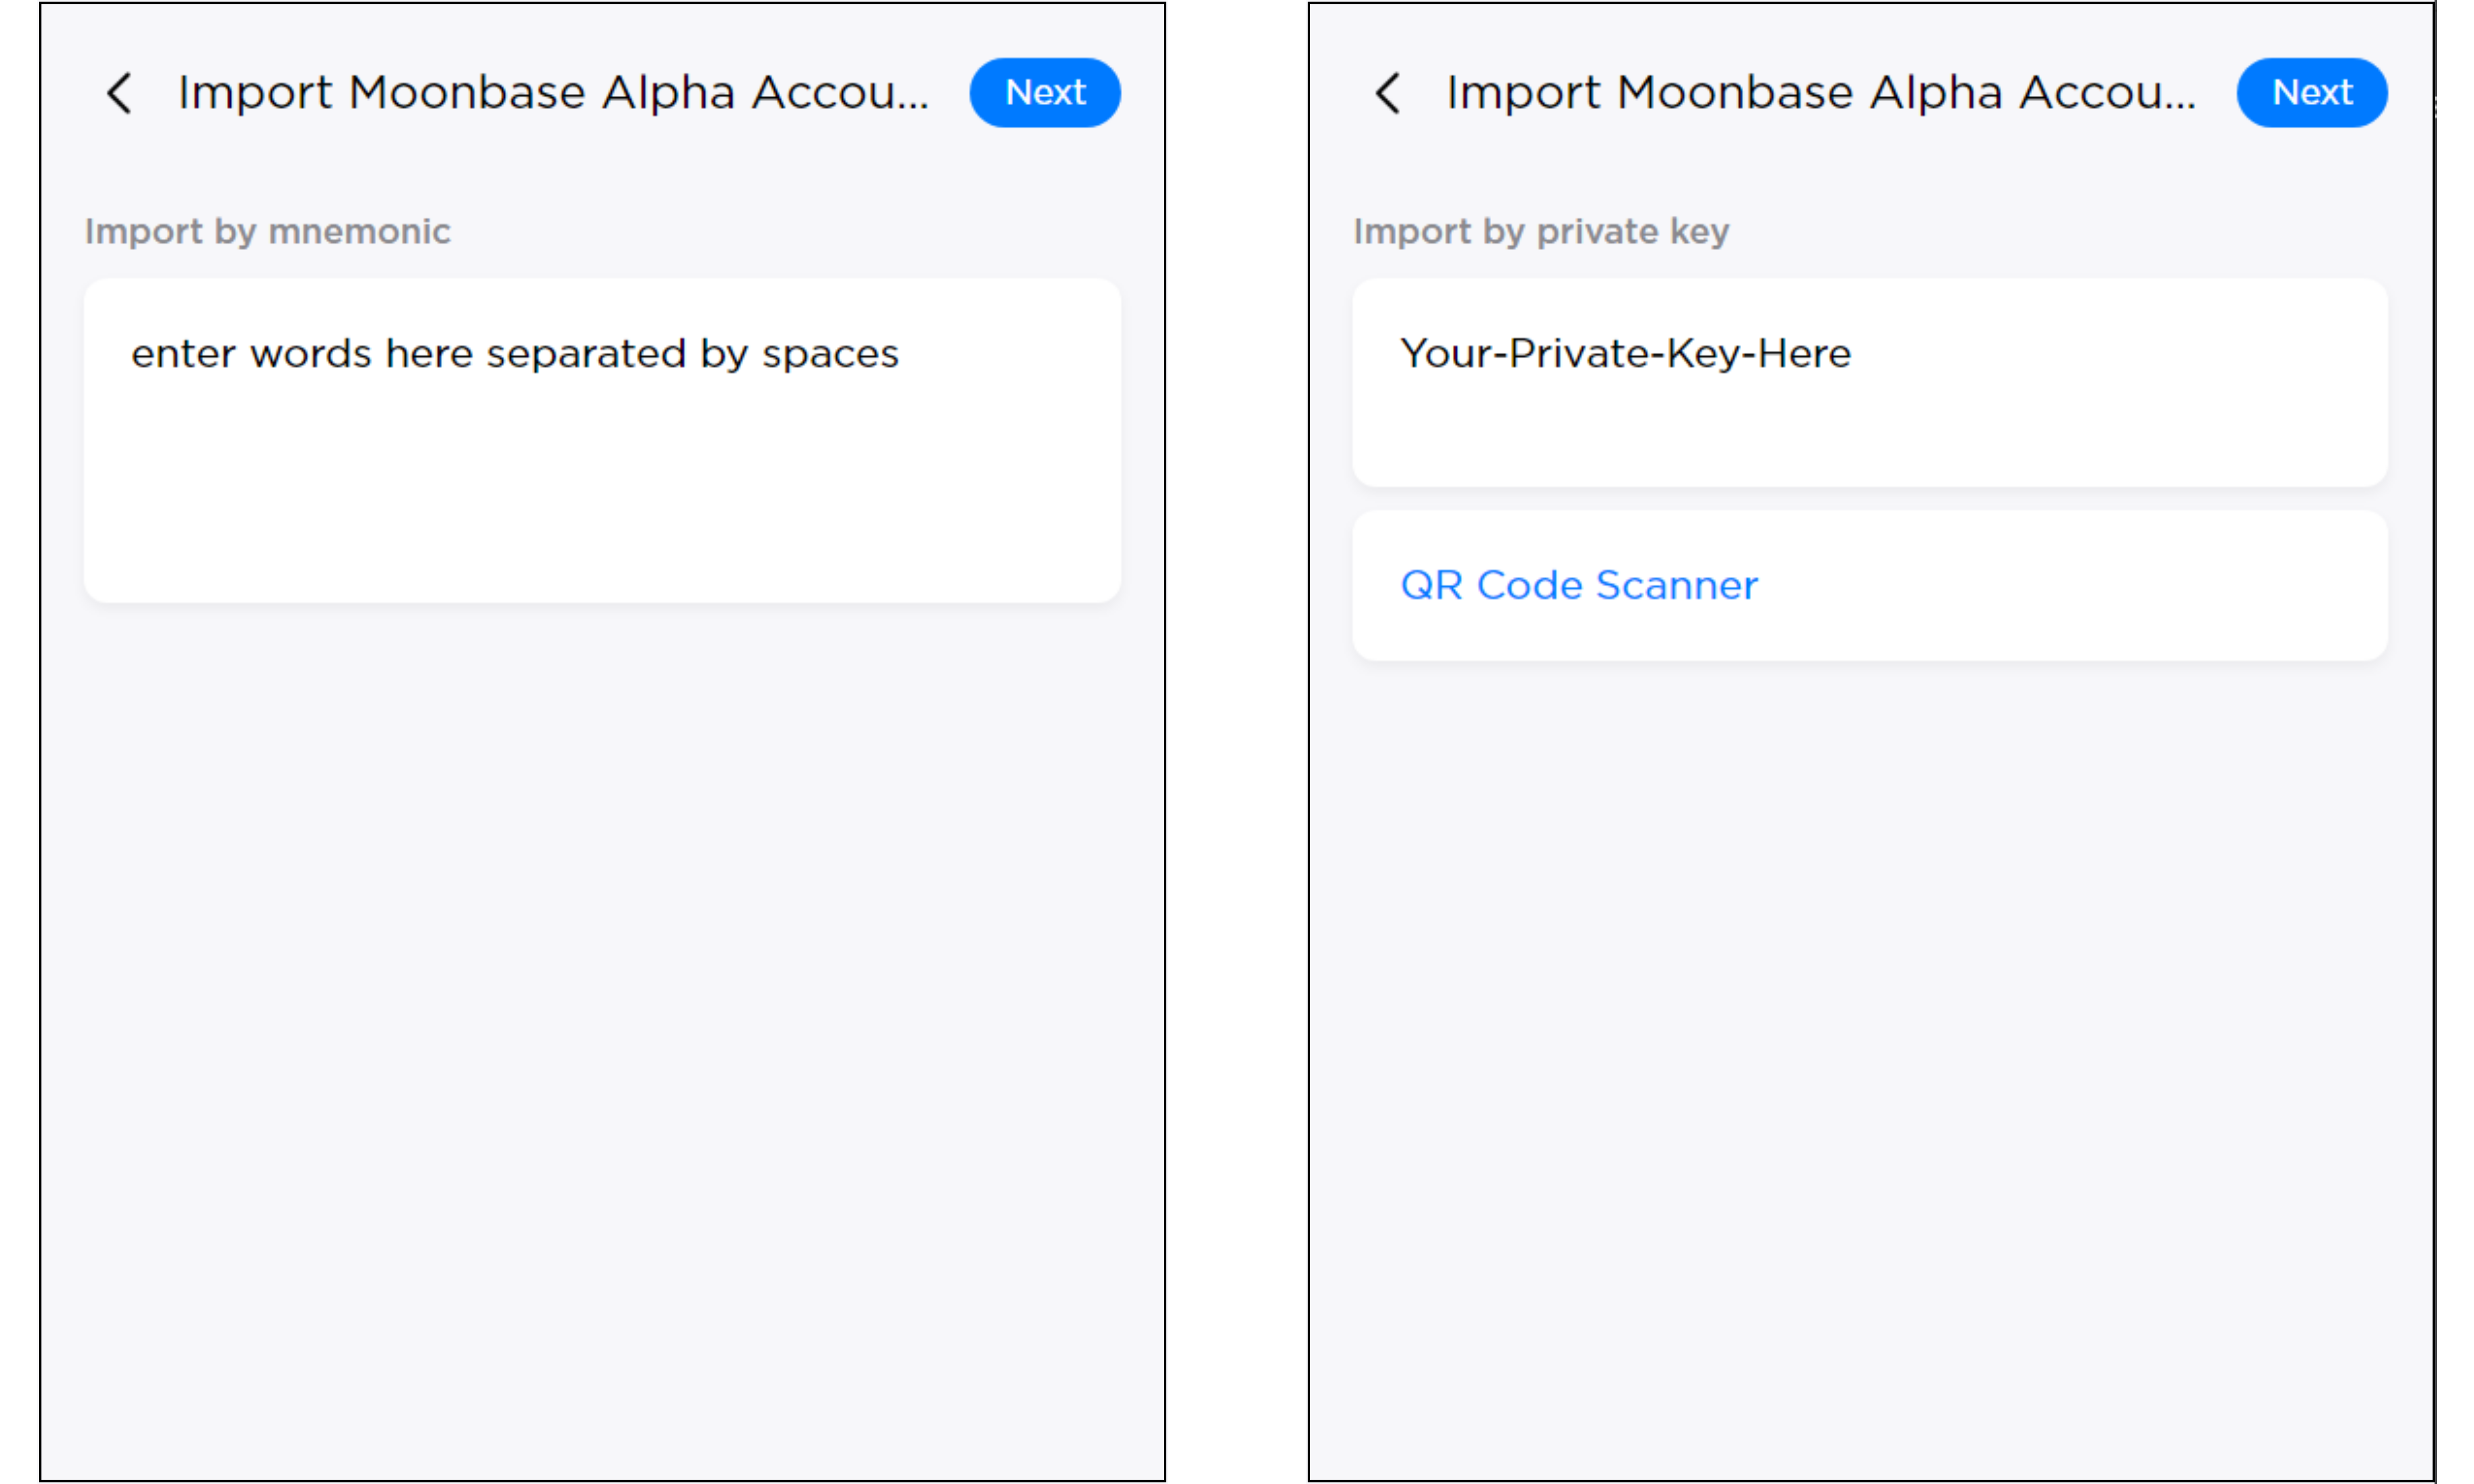 Import Moonbase Alpha Accou...
Next
Import by mnemonic
enter words here separated by spaces
Import Moonbase Alpha Accou...
Next
Import by private key
Your-Private-Key-Here
QR Code Scanner